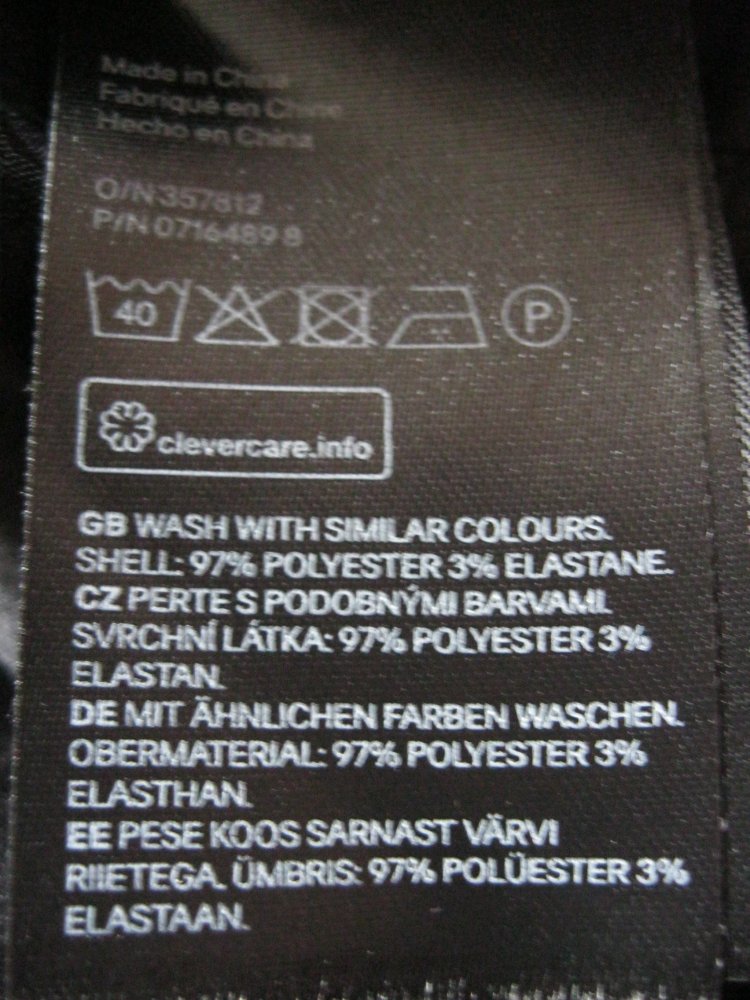 Made in China
Fabriqué en Chine
Hecho en China
O/N 357812
P/N 0716489 8
40
P
clevercare.info
GB WASH WITH SIMILAR COLOURS.
SHELL: 97% POLYESTER 3% ELASTANE.
CZ PERTE S PODOBNÝMI BARVAMI.
SVRCHNÍ LÁTKA: 97% POLYESTER 3%
ELASTAN.
DE MIT ÄHNLICHEN FARBEN WASCHEN.
OBERMATERIAL: 97% POLYESTER 3%
ELASTHAN.
EE PESE KOOS SARNAST VÄRVI
RIIETEGA. ÜMBRIS: 97% POLÜESTER 3%
ELASTAAN.